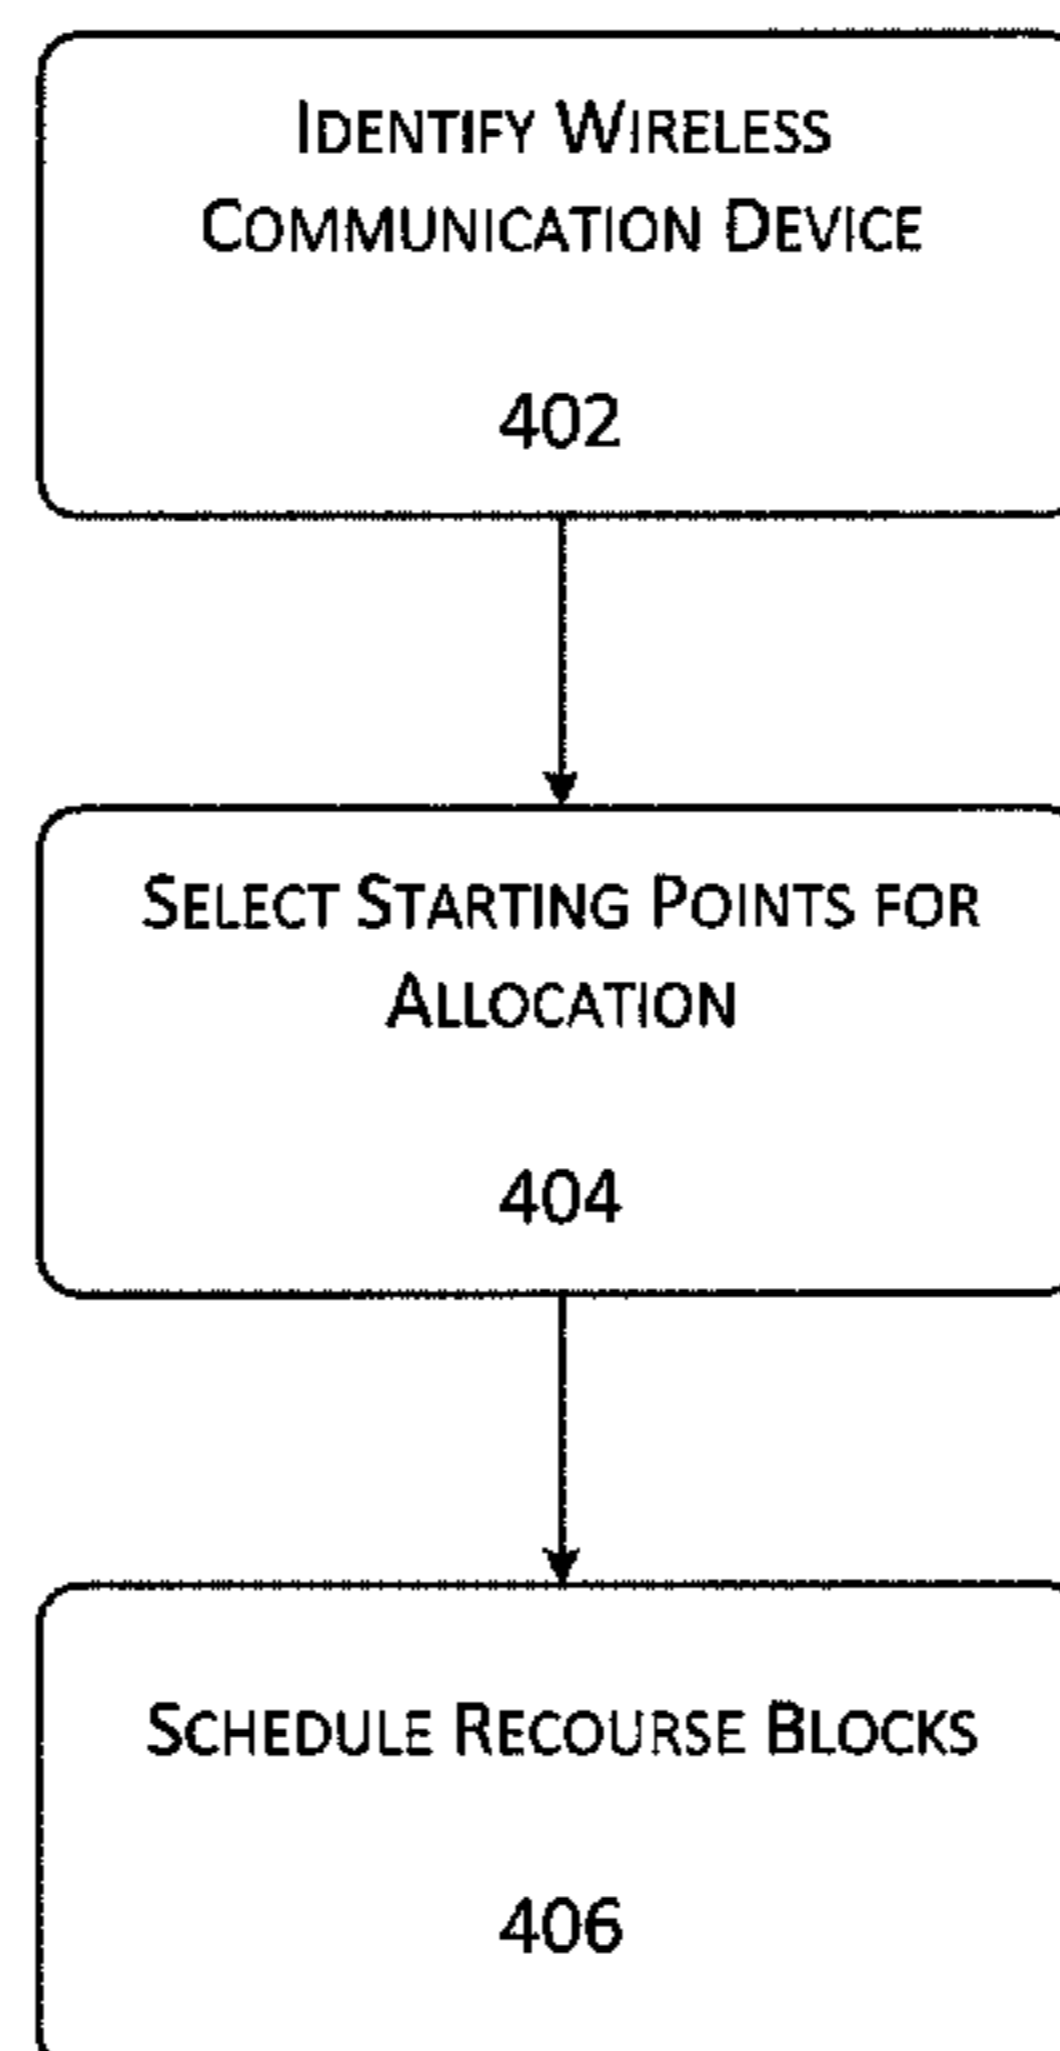 IDENTIFY WIRELESS
COMMUNICATION DEVICE
402
SELECT STARTING POINTS FOR
ALLOCATION
404
SCHEDULE RECOURSE BLOCKS
406